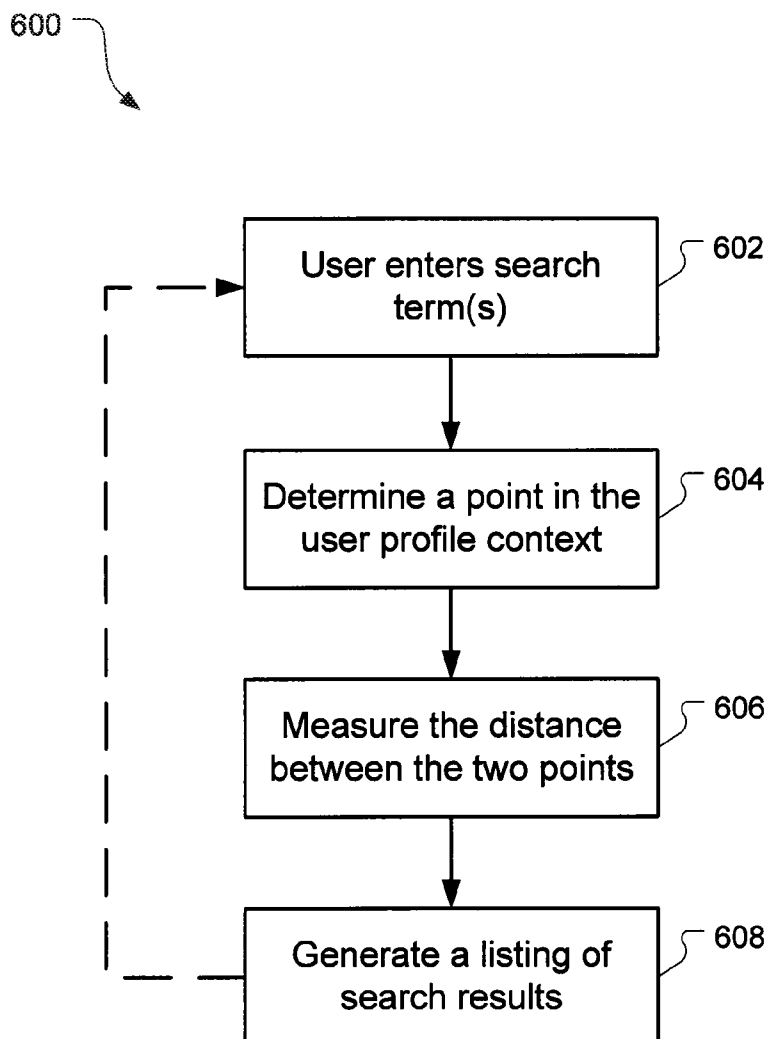 600
User enters search
term(s)
602
Determine a point in the
user profile context
604
Measure the distance
between the two points
606
Generate a listing of
search results
608